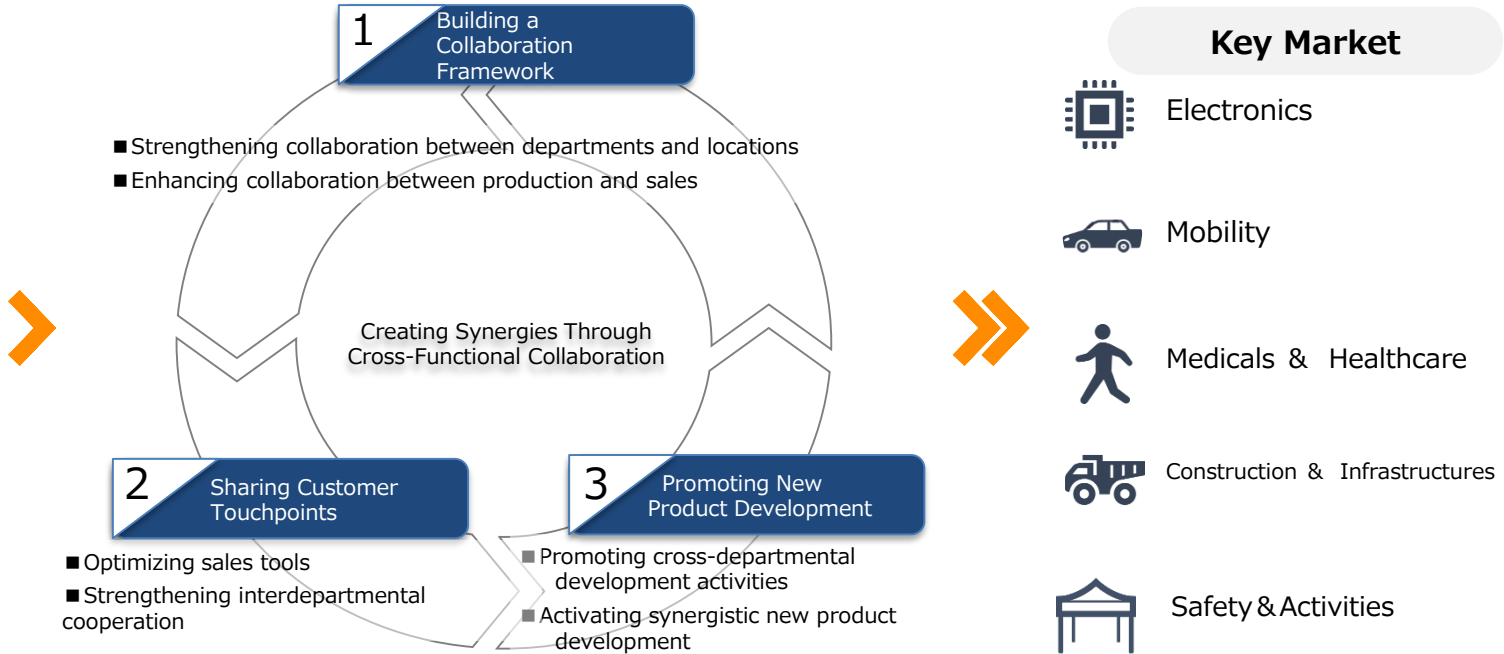 1
Building a
Collaboration
Framework
■Strengthening collaboration between departments and locations
■Enhancing collaboration between production and sales
Creating Synergies Through
Cross-Functional Collaboration
2
Sharing Customer
Touchpoints
■Optimizing sales tools
■Strengthening interdepartmental
cooperation
3
Promoting New
Product Development
■Promoting cross-departmental
development activities
■Activating synergistic new product
development
Key Market
Electronics
Mobility
Medicals & Healthcare
Construction & Infrastructures
Safety&Activities